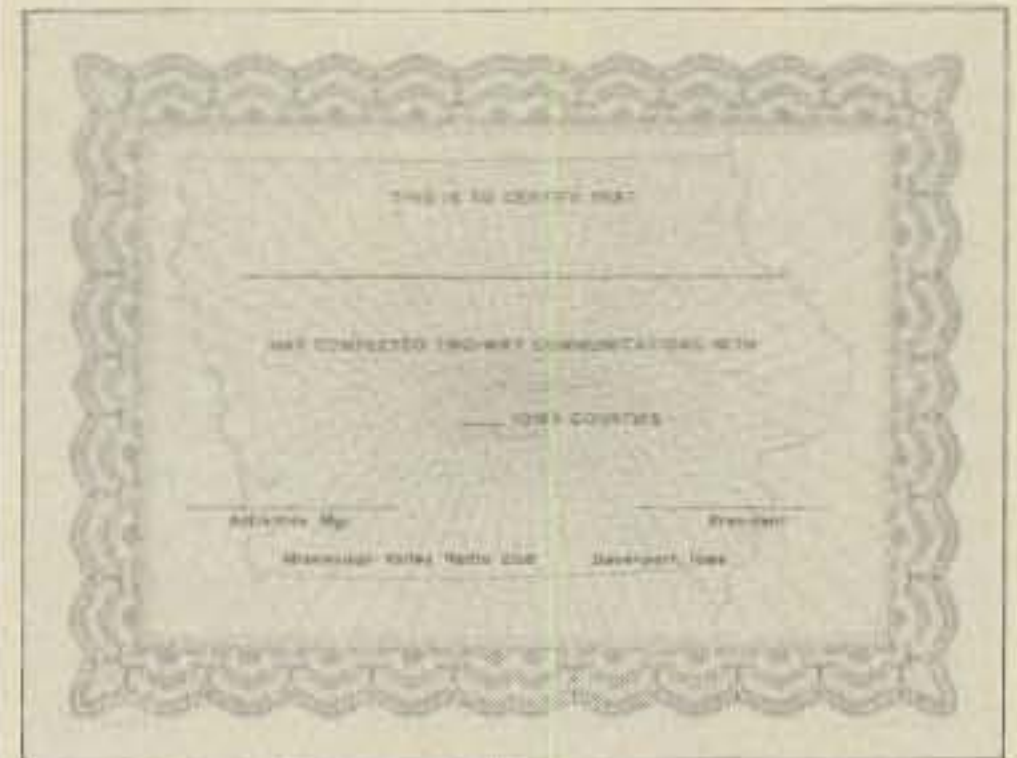 THIS IS TO CERTIFY THAT
HAS COMPLETED TWO-WAY COMMUNICATIONS WITH
____ IOWA COUNTIES
Activities Mgr. President
Valley Radio Club Davenport, Iowa